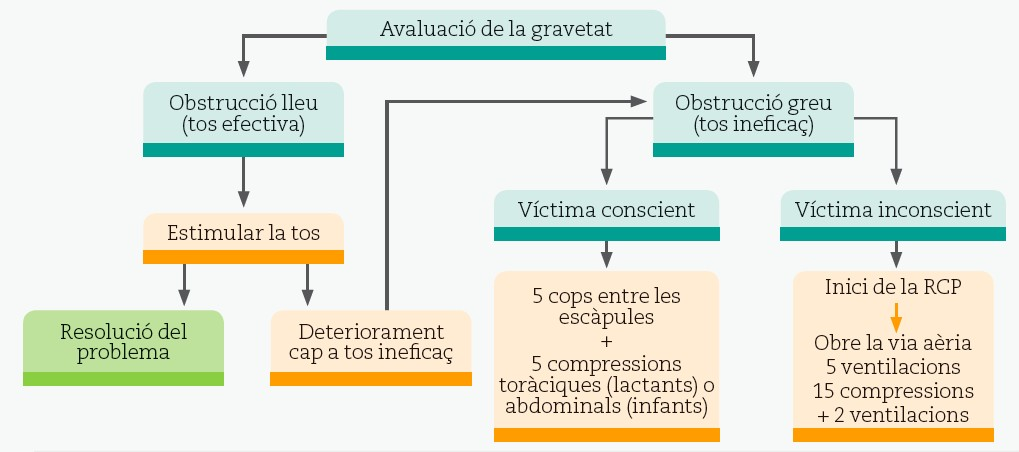 Avaluació de la gravetat
Obstrucció lleu
(tos efectiva)
Obstrucció greu
(tos ineficaç)
Estimular la tos
Víctima conscient
Víctima inconscient
Resolució del
problema
Deteriorament
cap a tos ineficaç
5 cops entre les
escàpules
+
5 compressions
toràciques (lactants) o
abdominals (infants)
Inici de la RCP
Obre la via aèria
5 ventilacions
15 compressions
+ 2 ventilacions